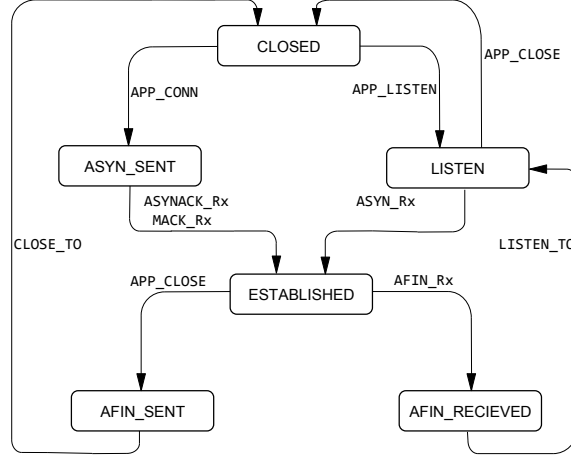 CLOSED
APP_CLOSE
APP_CONN
APP_LISTEN
ASYN_SENT
LISTEN
ASYNACK_Rx
MACK_Rx
ASYN_Rx
CLOSE_TO
LISTEN_TO
APP_CLOSE
ESTABLISHED
AFIN_Rx
AFIN_SENT
AFIN_RECIEVED